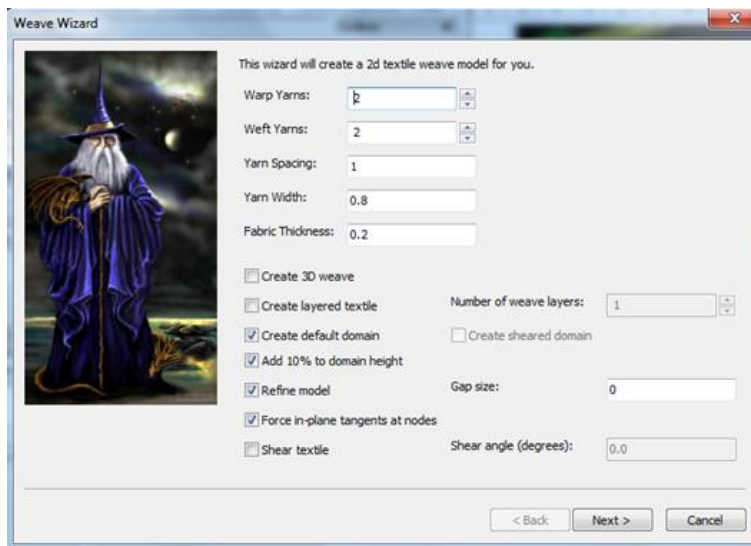 Weave Wizard
This wizard will create a 2d textile weave model for you.
Warp Yarns: 2
Weft Yarns: 2
Yarn Spacing: 1
Yarn Width: 0.8
Fabric Thickness: 0.2
Create 3D weave
Create layered textile Number of weave layers: 1
Create default domain Create sheared domain
Add 10% to domain height
Refine model Gap size: 0
Force in-plane tangents at nodes
Shear textile Shear angle (degrees): 0.0
< Back Next > Cancel